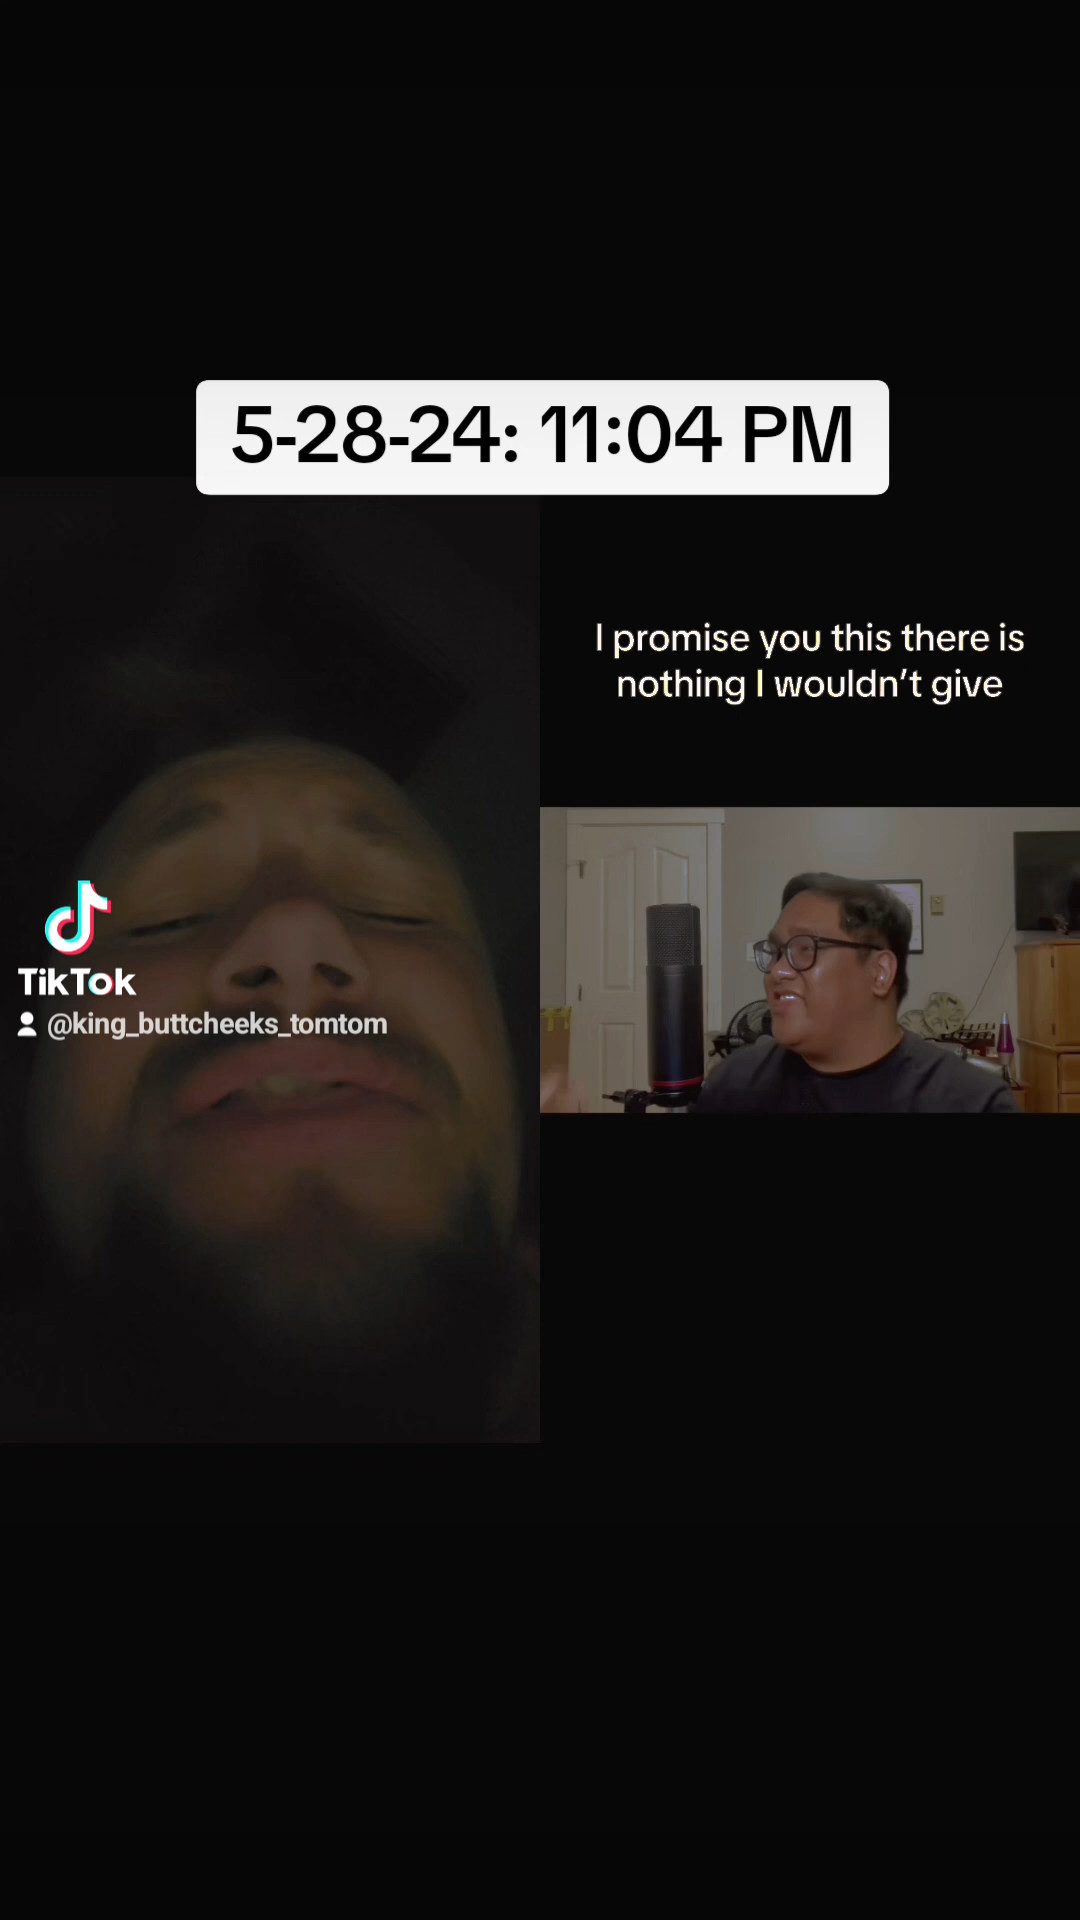 5-28-24: 11:04 PM
I promise you this there is
nothing I wouldn’t give
TikTok
@king_buttcheeks_tomtom